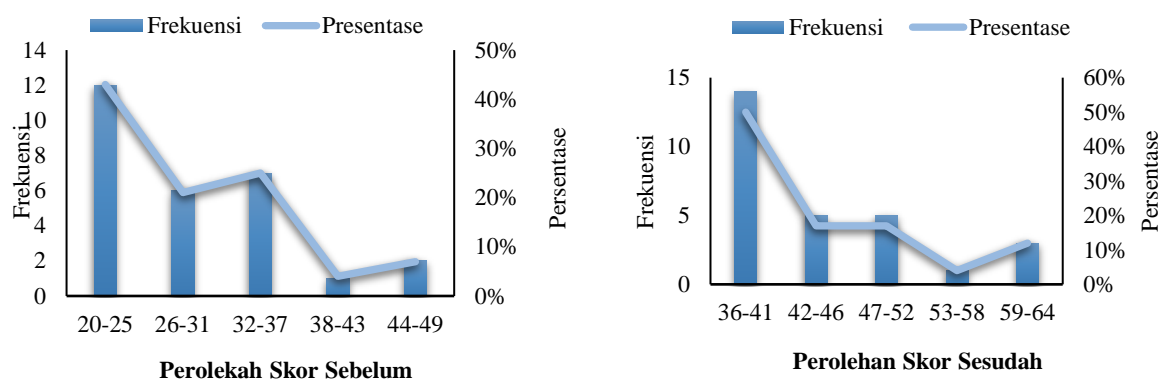 Frekuensi Presentase
14
12
10
8
6
4
2
0
Frekuensi
50%
40%
30%
20%
10%
0%
Persentase
20-25 26-31 32-37 38-43 44-49
Perolekah Skor Sebelum
Frekuensi Presentase
15
10
5
0
Frekuensi
60%
50%
40%
30%
20%
10%
0%
Persentase
36-41 42-46 47-52 53-58 59-64
Perolehan Skor Sesudah